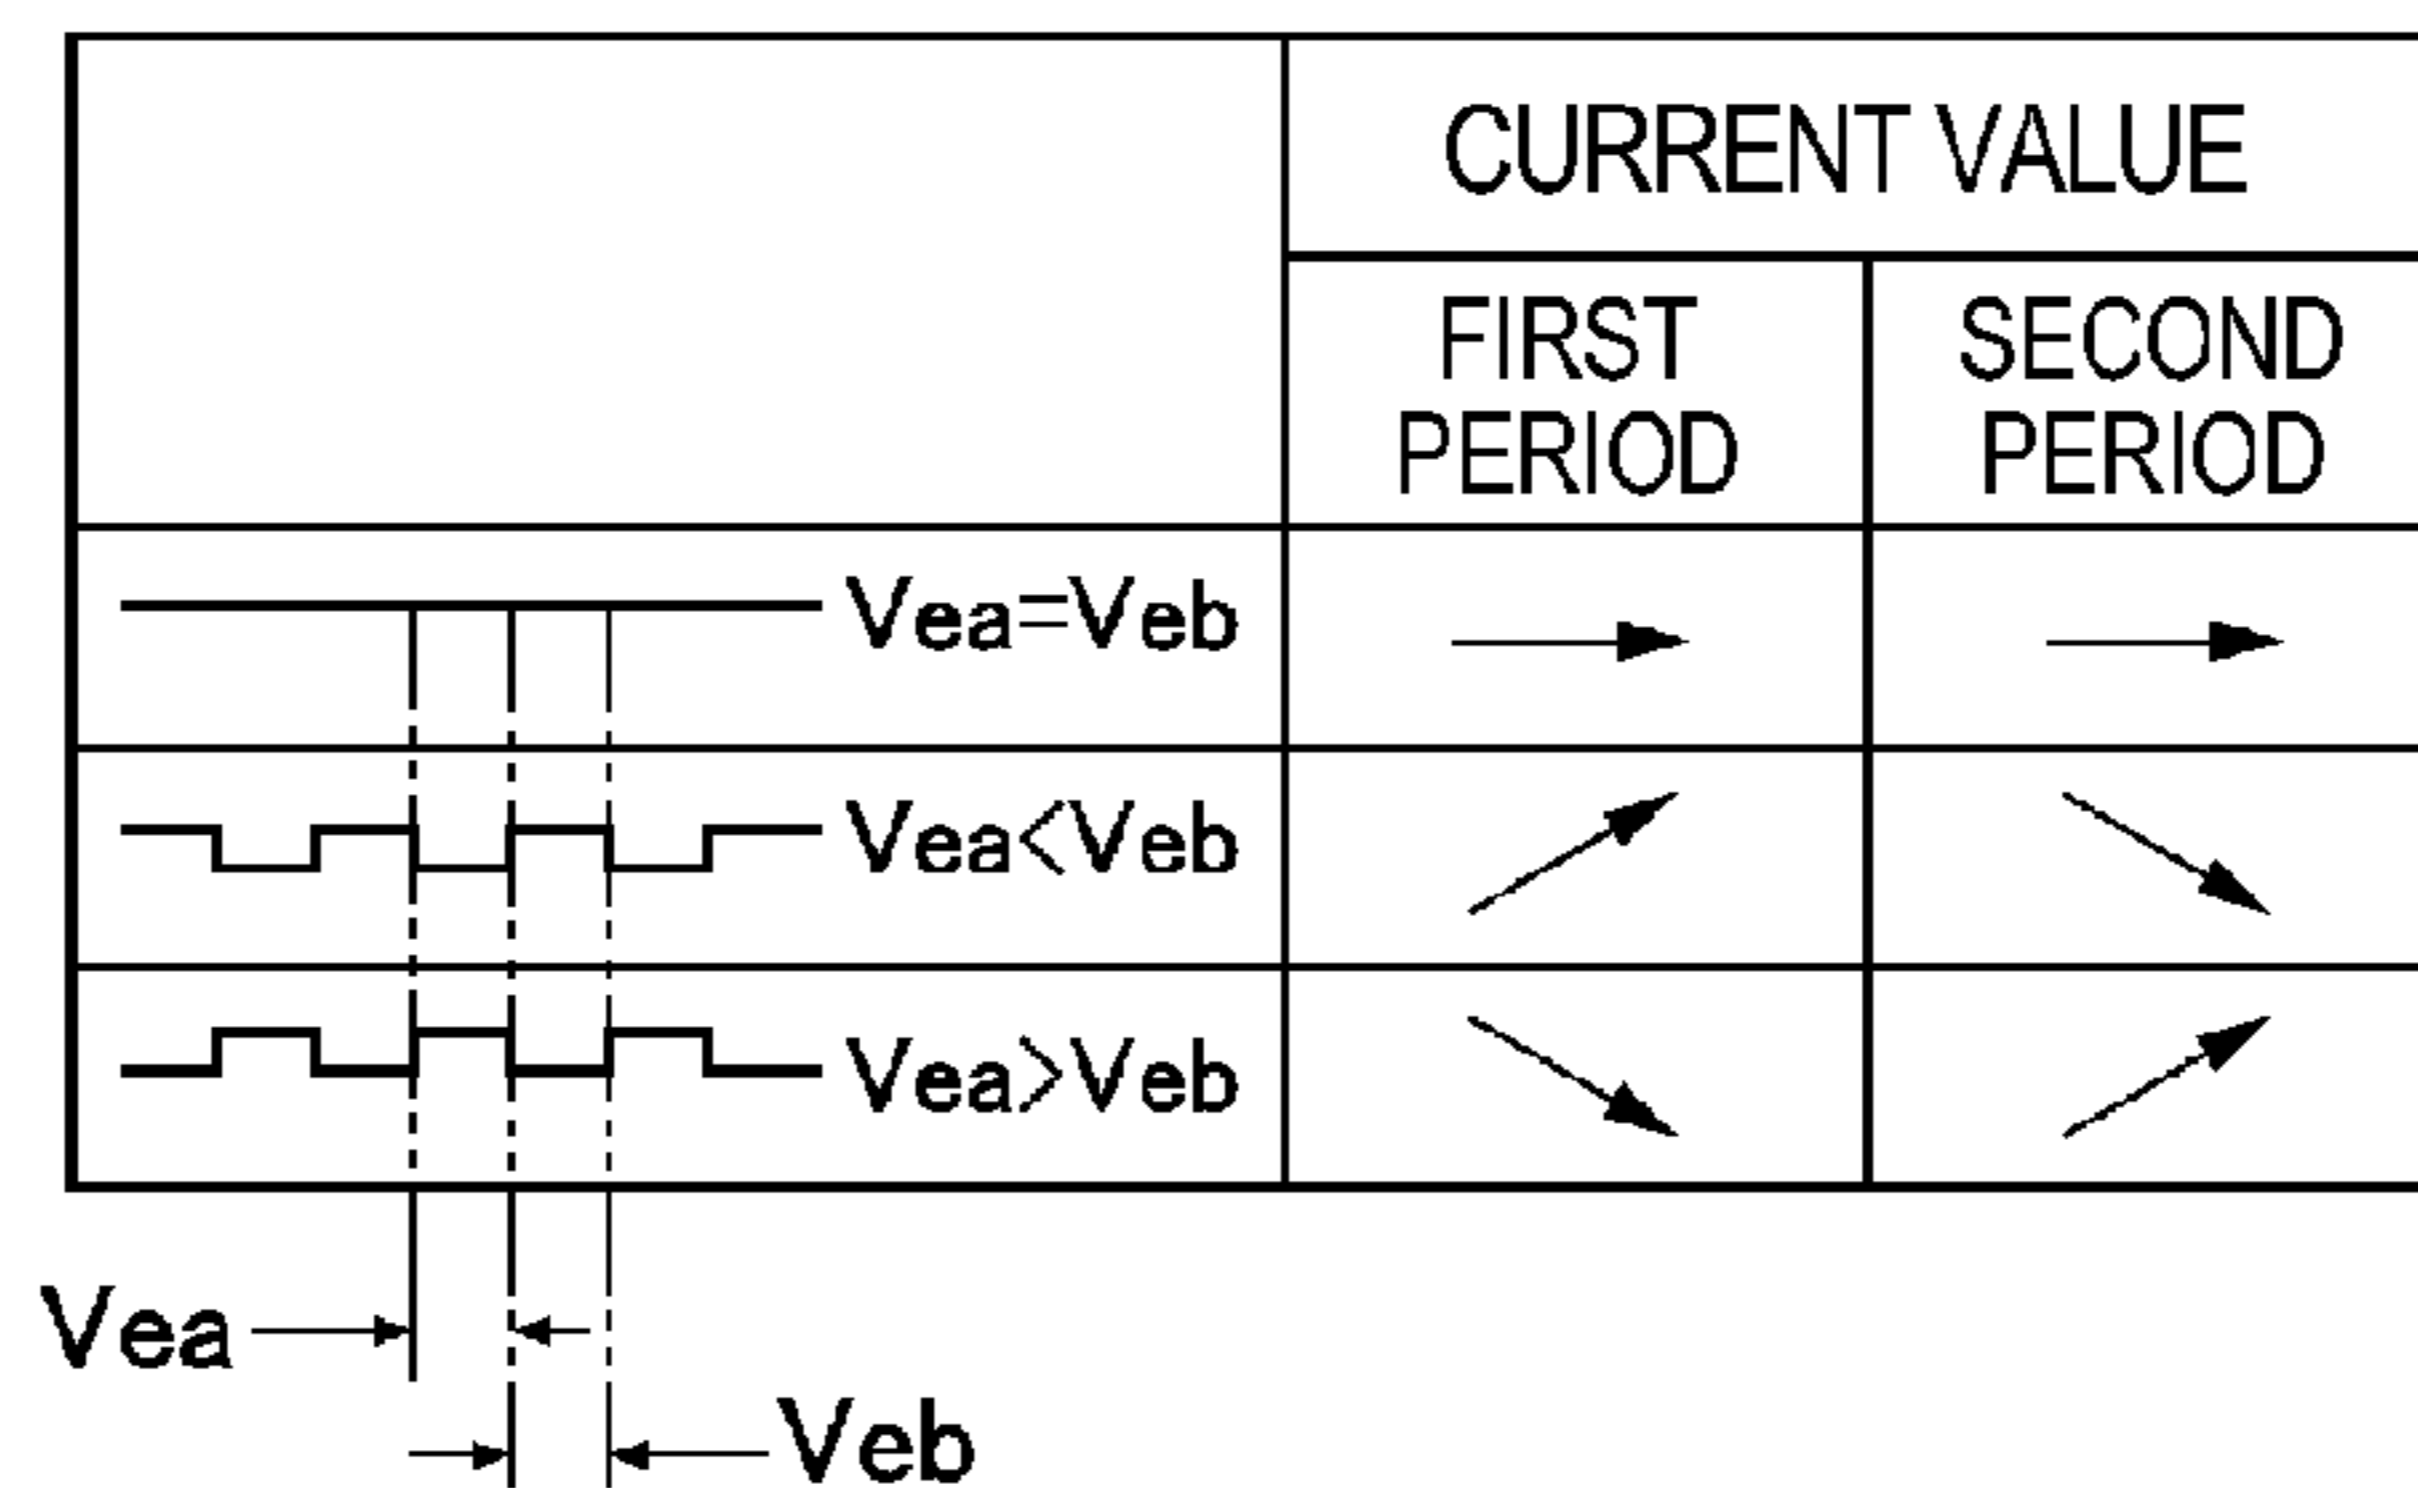 CURRENT VALUE
FIRST
PERIOD
SECOND
PERIOD
Vea=Veb
Vea<Veb
Vea>Veb
Vea
Veb